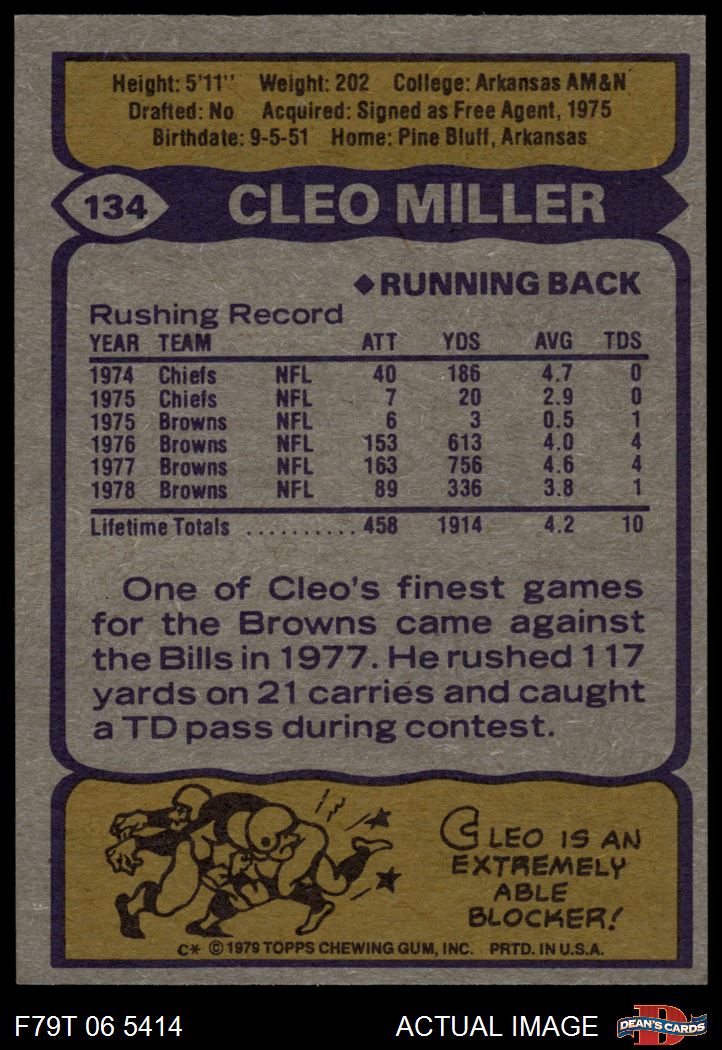 Height: 5'11" Weight: 202 College: Arkansas AM&N
Drafted: No Acquired: Signed as Free Agent, 1975
Birthdate: 9-5-51 Home: Pine Bluff, Arkansas
134 CLEO MILLER
◆RUNNING BACK
Rushing Record
YEAR TEAM ATT YDS AVG TDS
1974 Chiefs NFL 40 186 4.7 0
1975 Chiefs NFL 7 20 2.9 0
1975 Browns NFL 6 3 0.5 1
1976 Browns NFL 153 613 4.0 4
1977 Browns NFL 163 756 4.6 4
1978 Browns NFL 89 336 3.8 1
Lifetime Totals .......... 458 1914 4.2 10
One of Cleo's finest games
for the Browns came against
the Bills in 1977. He rushed 117
yards on 21 carries and caught
a TD pass during contest.
CLEO IS AN
EXTREMELY
ABLE
BLOCKER!
C* © 1979 TOPPS CHEWING GUM, INC. PRTD. IN U.S.A.
F79T 06 5414 ACTUAL IMAGE D DEAN'S CARDS